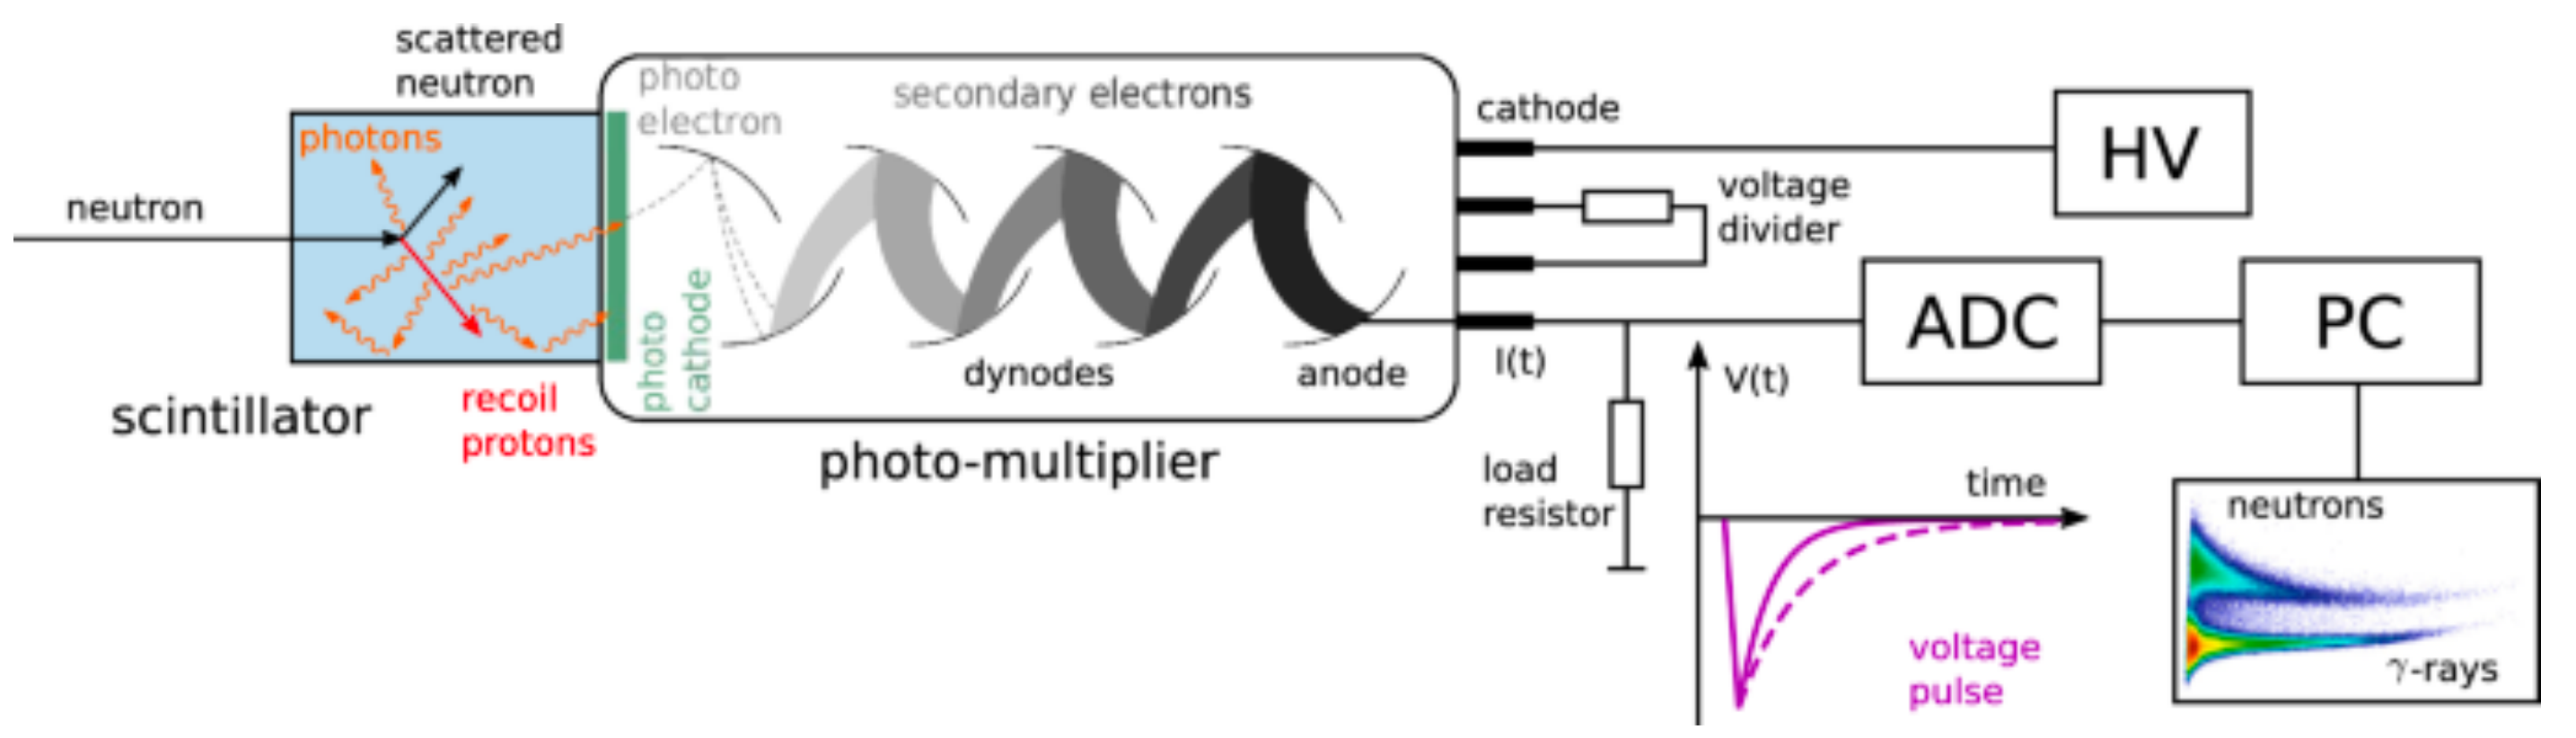 scattered
neutron
photons
neutron
scintillator
recoil
protons
photo
electron
secondary electrons
photo
cathode
dynodes
anode
photo-multiplier
cathode
HV
voltage
divider
I(t)
load
resistor
V(t)
time
voltage
pulse
ADC
PC
neutrons
γ-rays